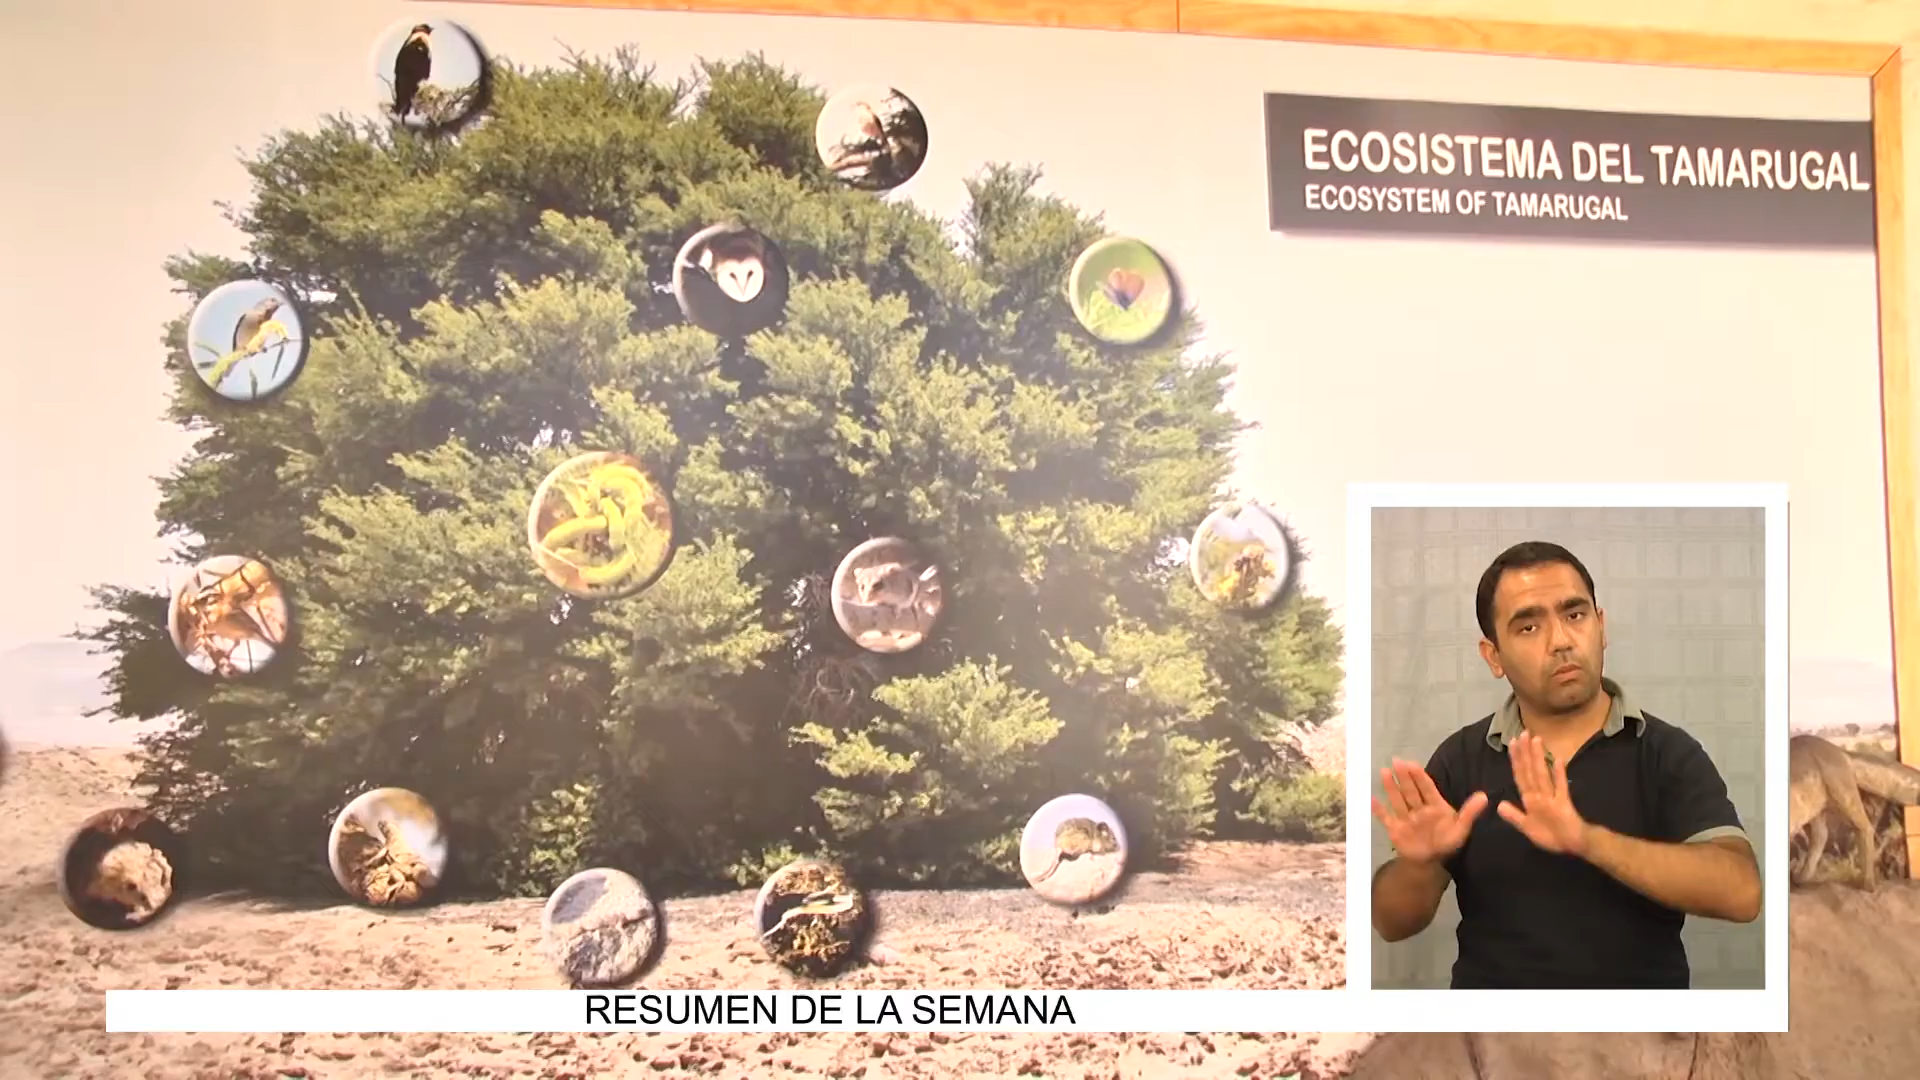 ECOSISTEMA DEL TAMARUGAL
ECOSYSTEM OF TAMARUGAL
RESUMEN DE LA SEMANA